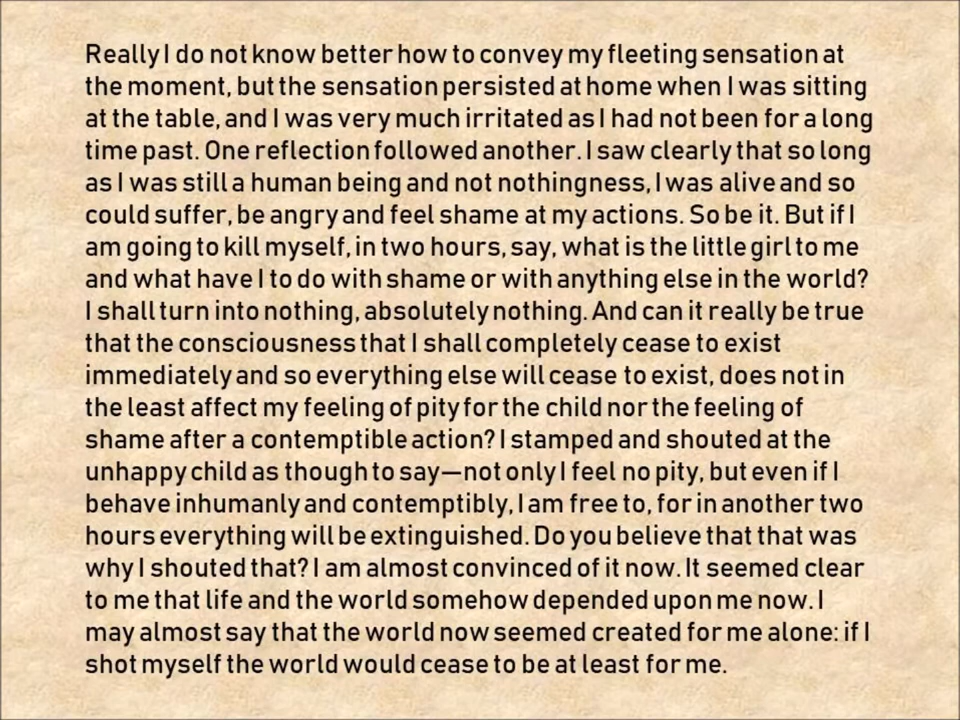 Really I do not know better how to convey my fleeting sensation at
the moment, but the sensation persisted at home when I was sitting
at the table, and I was very much irritated as I had not been for a long
time past. One reflection followed another. I saw clearly that so long
as I was still a human being and not nothingness, I was alive and so
could suffer, be angry and feel shame at my actions. So be it. But if I
am going to kill myself, in two hours, say, what is the little girl to me
and what have I to do with shame or with anything else in the world?
I shall turn into nothing, absolutely nothing. And can it really be true
that the consciousness that I shall completely cease to exist
immediately and so everything else will cease to exist, does not in
the least affect my feeling of pity for the child nor the feeling of
shame after a contemptible action? I stamped and shouted at the
unhappy child as though to say—not only I feel no pity, but even if I
behave inhumanly and contemptibly, I am free to, for in another two
hours everything will be extinguished. Do you believe that that was
why I shouted that? I am almost convinced of it now. It seemed clear
to me that life and the world somehow depended upon me now. I
may almost say that the world now seemed created for me alone: if I
shot myself the world would cease to be at least for me.